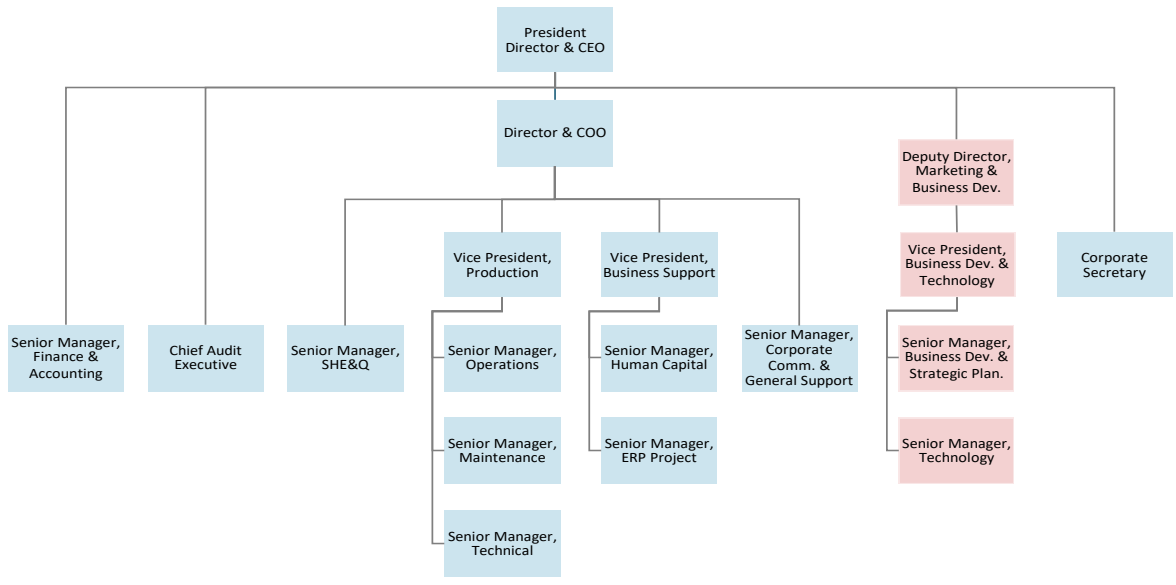 President
Director & CEO
Director & COO
Deputy Director,
Marketing &
Business Dev.
Vice President,
Production
Vice President,
Business Support
Vice President,
Business Dev. &
Technology
Corporate
Secretary
Senior Manager,
Finance &
Accounting
Chief Audit
Executive
Senior Manager,
SHE&Q
Senior Manager,
Operations
Senior Manager,
Human Capital
Senior Manager,
Corporate
Comm. &
General Support
Senior Manager,
Business Dev. &
Strategic Plan.
Senior Manager,
Maintenance
Senior Manager,
ERP Project
Senior Manager,
Technology
Senior Manager,
Technical